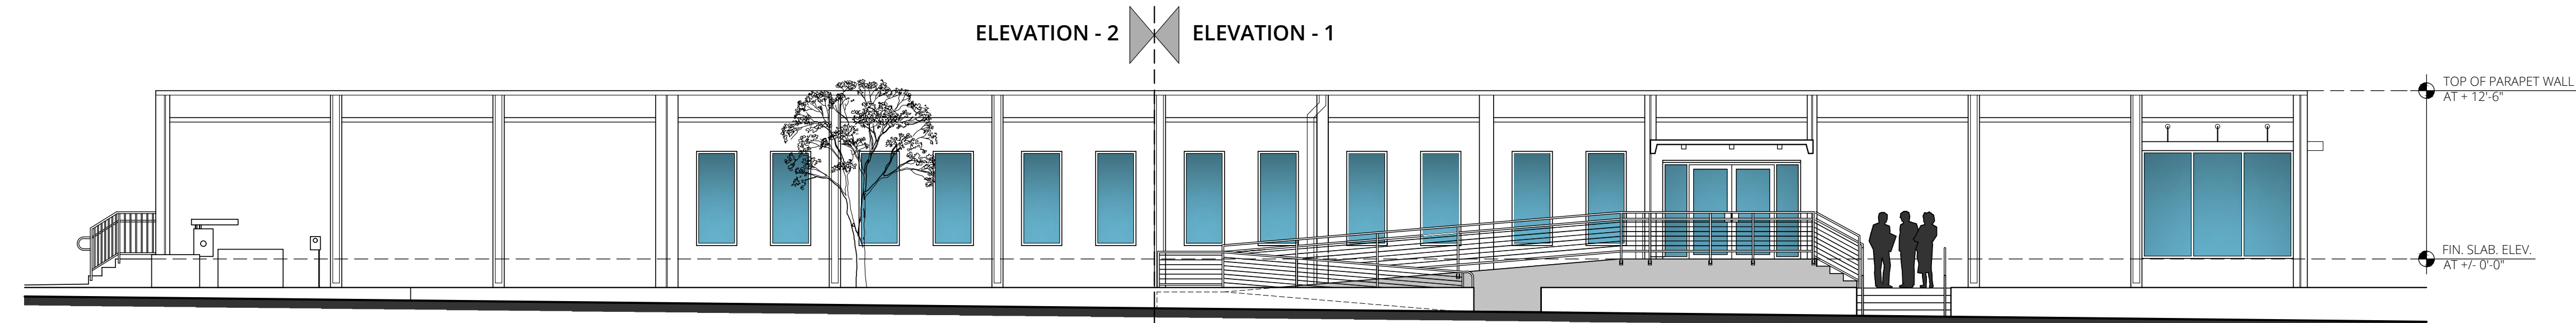 ELEVATION - 2
ELEVATION - 1
TOP OF PARAPET WALL
AT + 12'-6"
FIN. SLAB. ELEV.
AT +/- 0'-0"